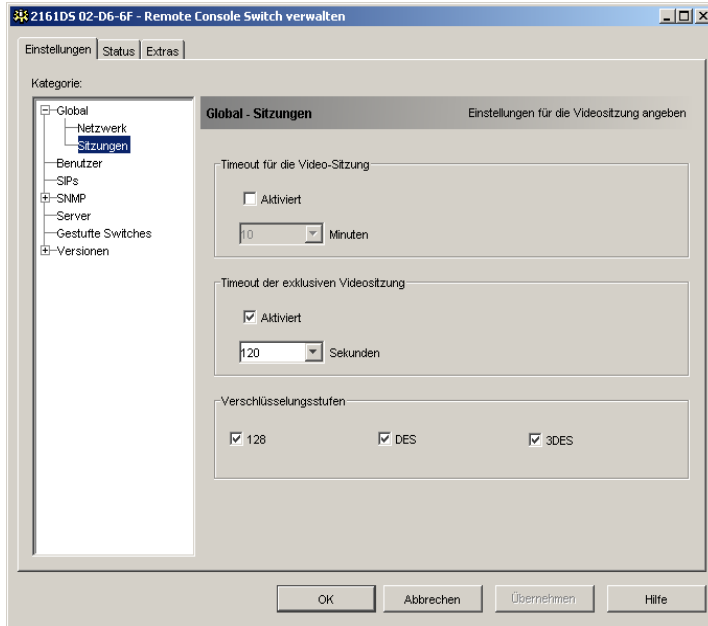 2161DS 02-D6-6F - Remote Console Switch verwalten
Einstellungen Status Extras
Kategorie:
Global
Netzwerk
Sitzungen
Benutzer
SIPs
SNMP
Server
Gestufte Switches
Versionen
Global - Sitzungen Einstellungen für die Videositzung angeben
Timeout für die Video-Sitzung
Aktiviert
10 Minuten
Timeout der exklusiven Videositzung
Aktiviert
120 Sekunden
Verschlüsselungsstufen
128 DES 3DES
OK Abbrechen Übernehmen Hilfe